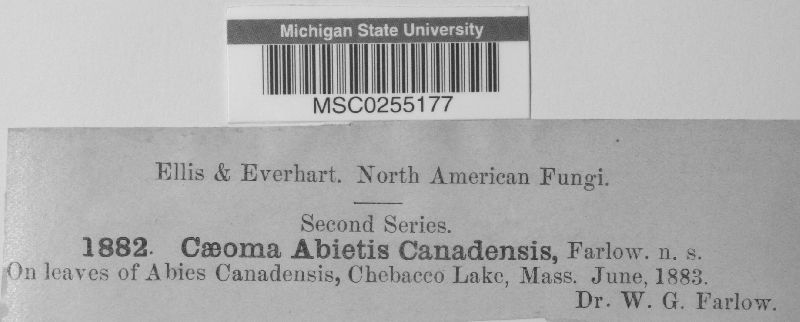 Michigan State University
MSC0255177
Ellis & Everhart. North American Fungi.
Second Series.
1882. Cæoma Abietis Canadensis, Farlow. n. s.
On leaves of Abies Canadensis, Chebacco Lake, Mass. June, 1883.
Dr. W. G. Farlow.